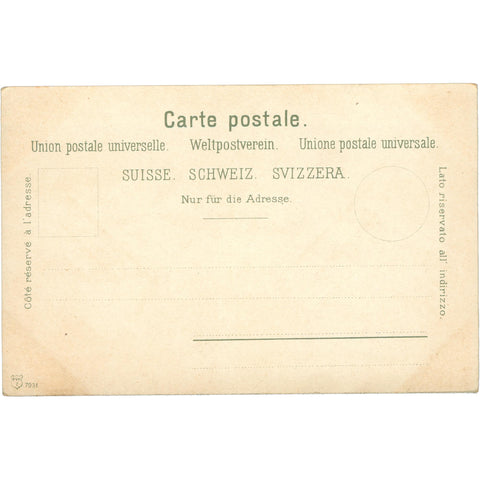 Carte postale.
Union postale universelle. Weltpostverein. Unione postale universale.
SUISSE. SCHWEIZ. SVIZZERA.
Nur für die Adresse.
Côté réservé à l'adresse.
Lato riservato all' indirizzo.
7931